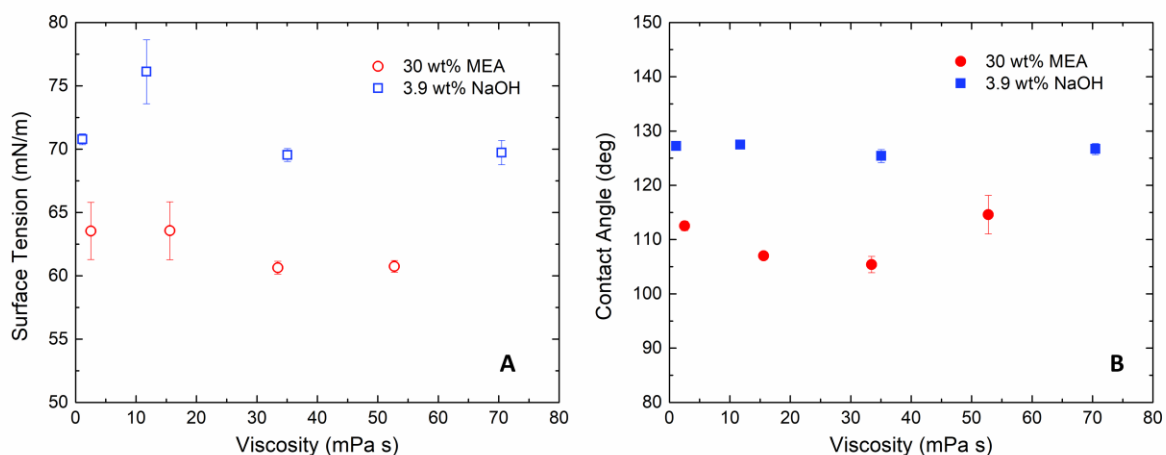 80
75
70
65
60
55
50
Surface Tension (mN/m)
30 wt% MEA
3.9 wt% NaOH
A
0 10 20 30 40 50 60 70 80
Viscosity (mPa s)
150
140
130
120
110
100
90
80
Contact Angle (deg)
30 wt% MEA
3.9 wt% NaOH
B
0 10 20 30 40 50 60 70 80
Viscosity (mPa s)